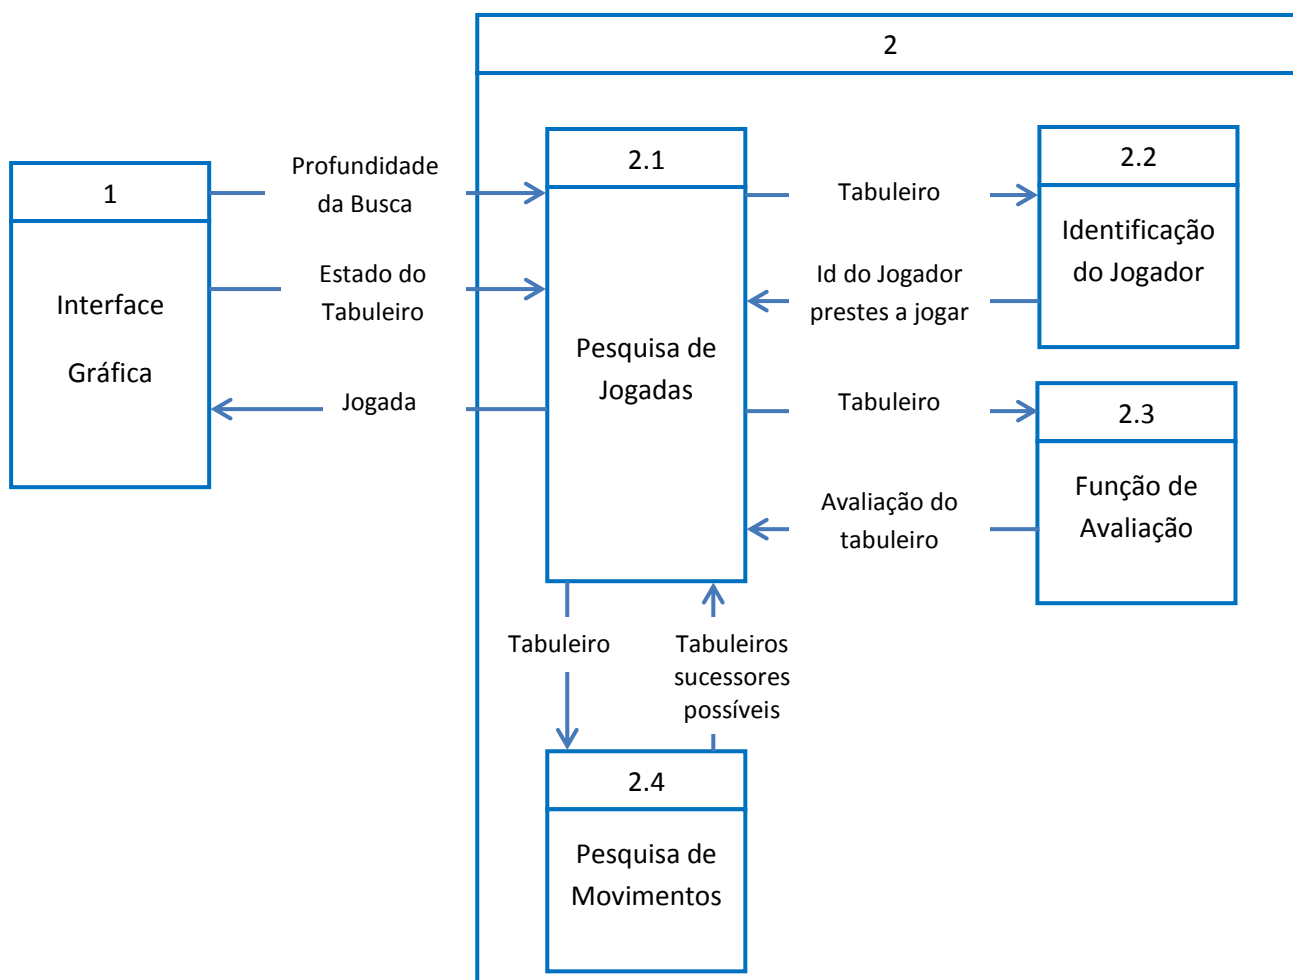 2
1
Interface
Gráfica
Profundidade
da Busca
Estado do
Tabuleiro
Jogada
2.1
Pesquisa de
Jogadas
Tabuleiro
Id do Jogador
prestes a jogar
Tabuleiro
Avaliação do
tabuleiro
2.2
Identificação
do Jogador
2.3
Função de
Avaliação
Tabuleiro
Tabuleiros
sucessores
possíveis
2.4
Pesquisa de
Movimentos